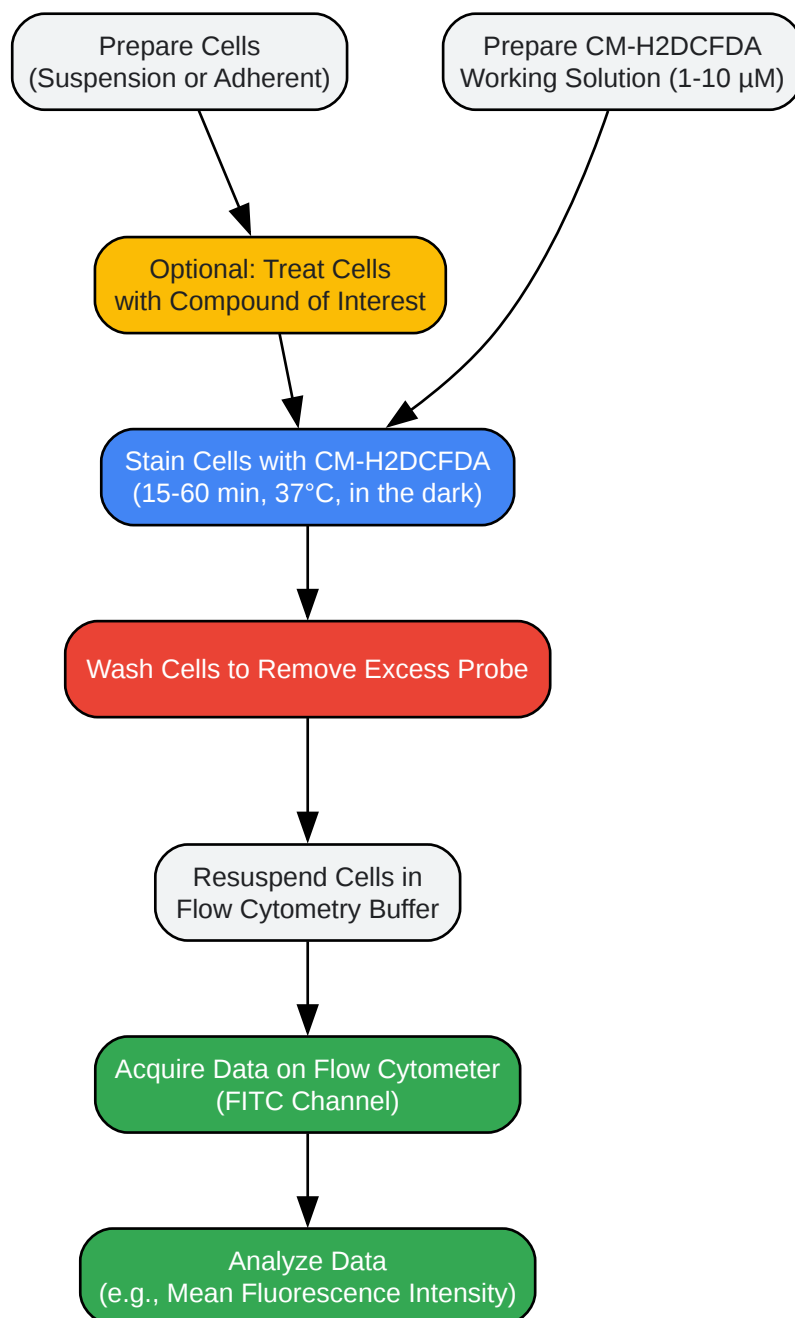 Prepare Cells
(Suspension or Adherent)
Prepare CM-H2DCFDA
Working Solution (1-10 µM)
Optional: Treat Cells
with Compound of Interest
Stain Cells with CM-H2DCFDA
(15-60 min, 37°C, in the dark)
Wash Cells to Remove Excess Probe
Resuspend Cells in
Flow Cytometry Buffer
Acquire Data on Flow Cytometer
(FITC Channel)
Analyze Data
(e.g., Mean Fluorescence Intensity)